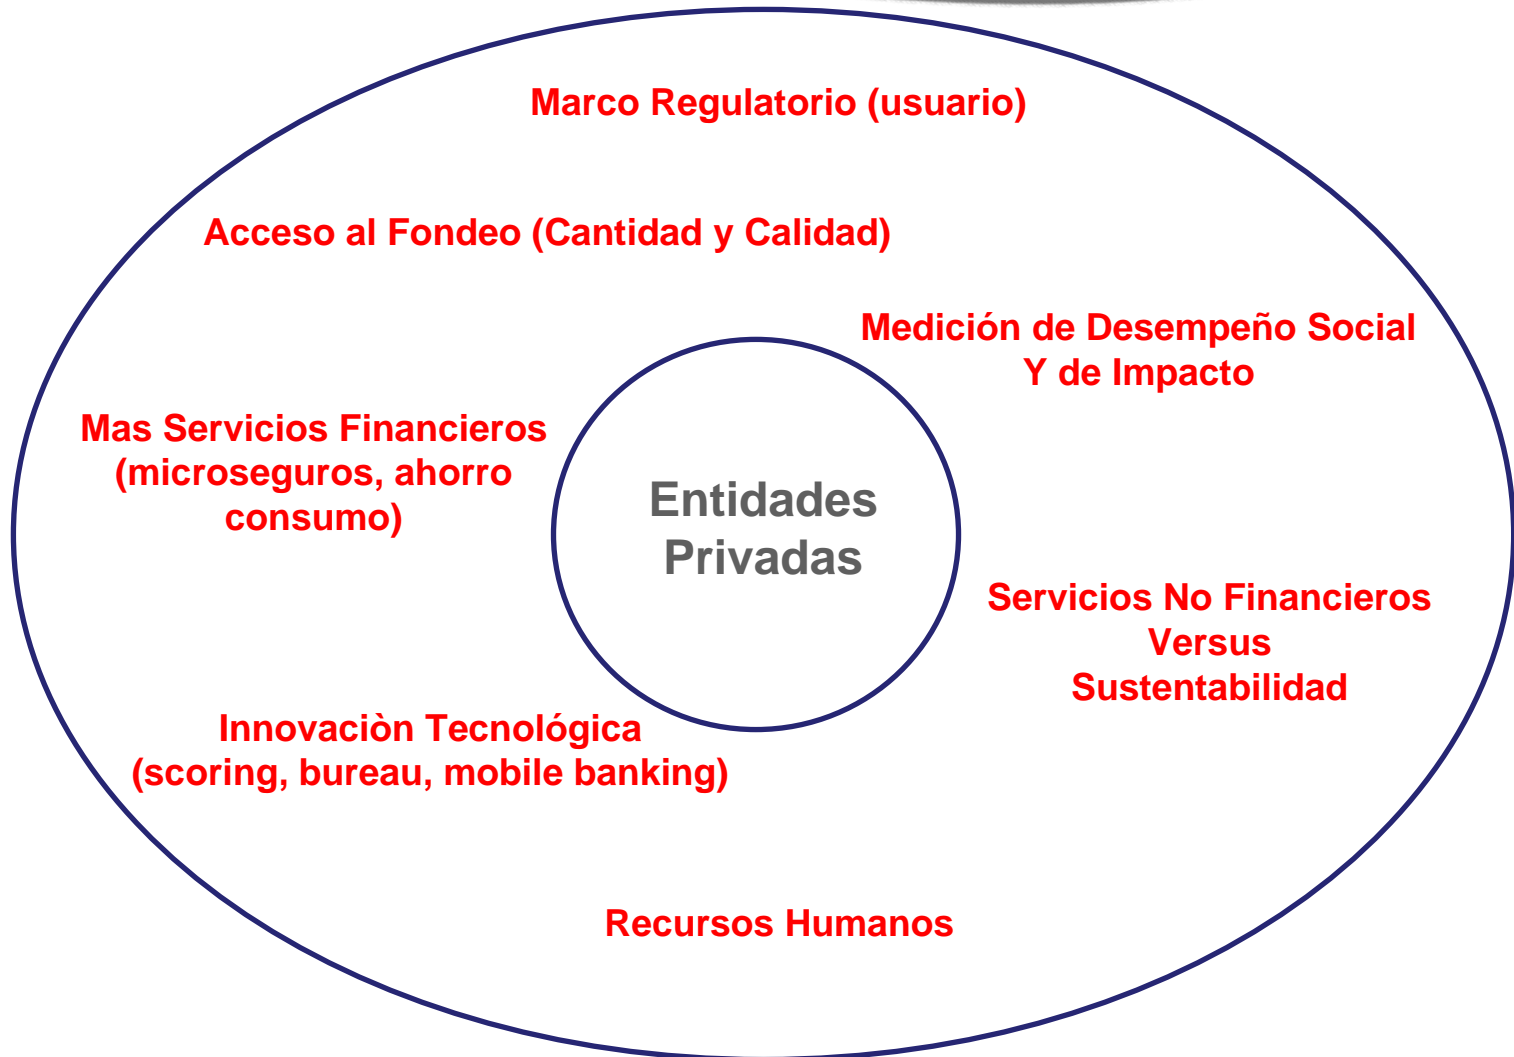 Marco Regulatorio (usuario)
Acceso al Fondeo (Cantidad y Calidad)
Medición de Desempeño Social
Y de Impacto
Mas Servicios Financieros
(microseguros, ahorro
consumo)
Entidades
Privadas
Servicios No Financieros
Versus
Sustentabilidad
Innovaciòn Tecnológica
(scoring, bureau, mobile banking)
Recursos Humanos